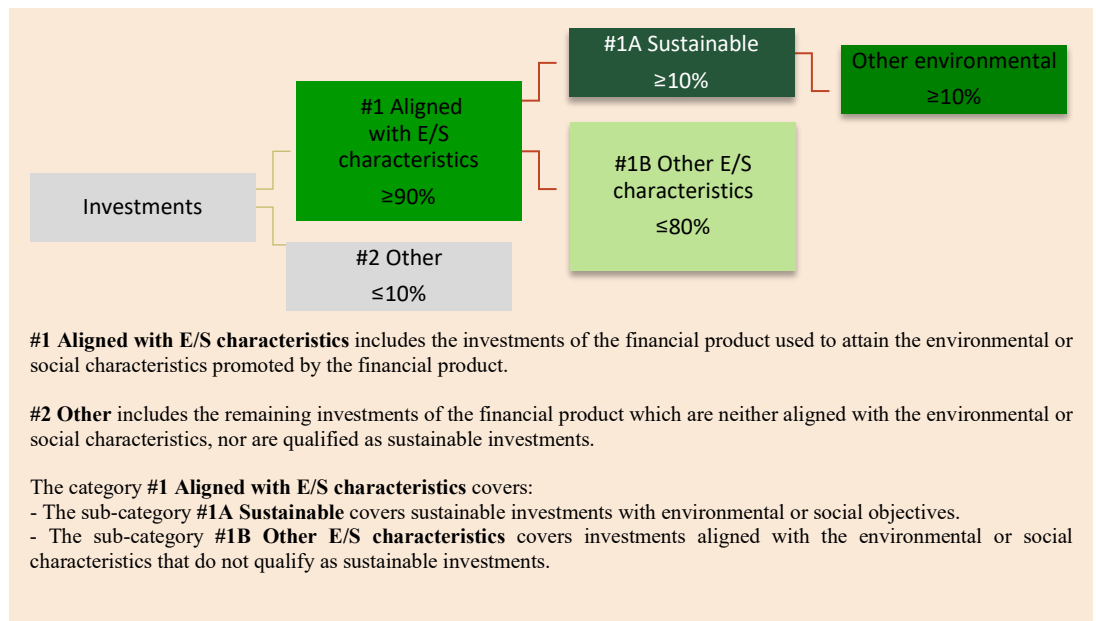 #1A Sustainable
≥10%
Other environmental
≥10%
#1 Aligned
with E/S
characteristics
≥90%
#1B Other E/S
characteristics
≤80%
Investments
#2 Other
≤10%
#1 Aligned with E/S characteristics includes the investments of the financial product used to attain the environmental or
social characteristics promoted by the financial product.
#2 Other includes the remaining investments of the financial product which are neither aligned with the environmental or
social characteristics, nor are qualified as sustainable investments.
The category #1 Aligned with E/S characteristics covers:
- The sub-category #1A Sustainable covers sustainable investments with environmental or social objectives.
- The sub-category #1B Other E/S characteristics covers investments aligned with the environmental or social
characteristics that do not qualify as sustainable investments.